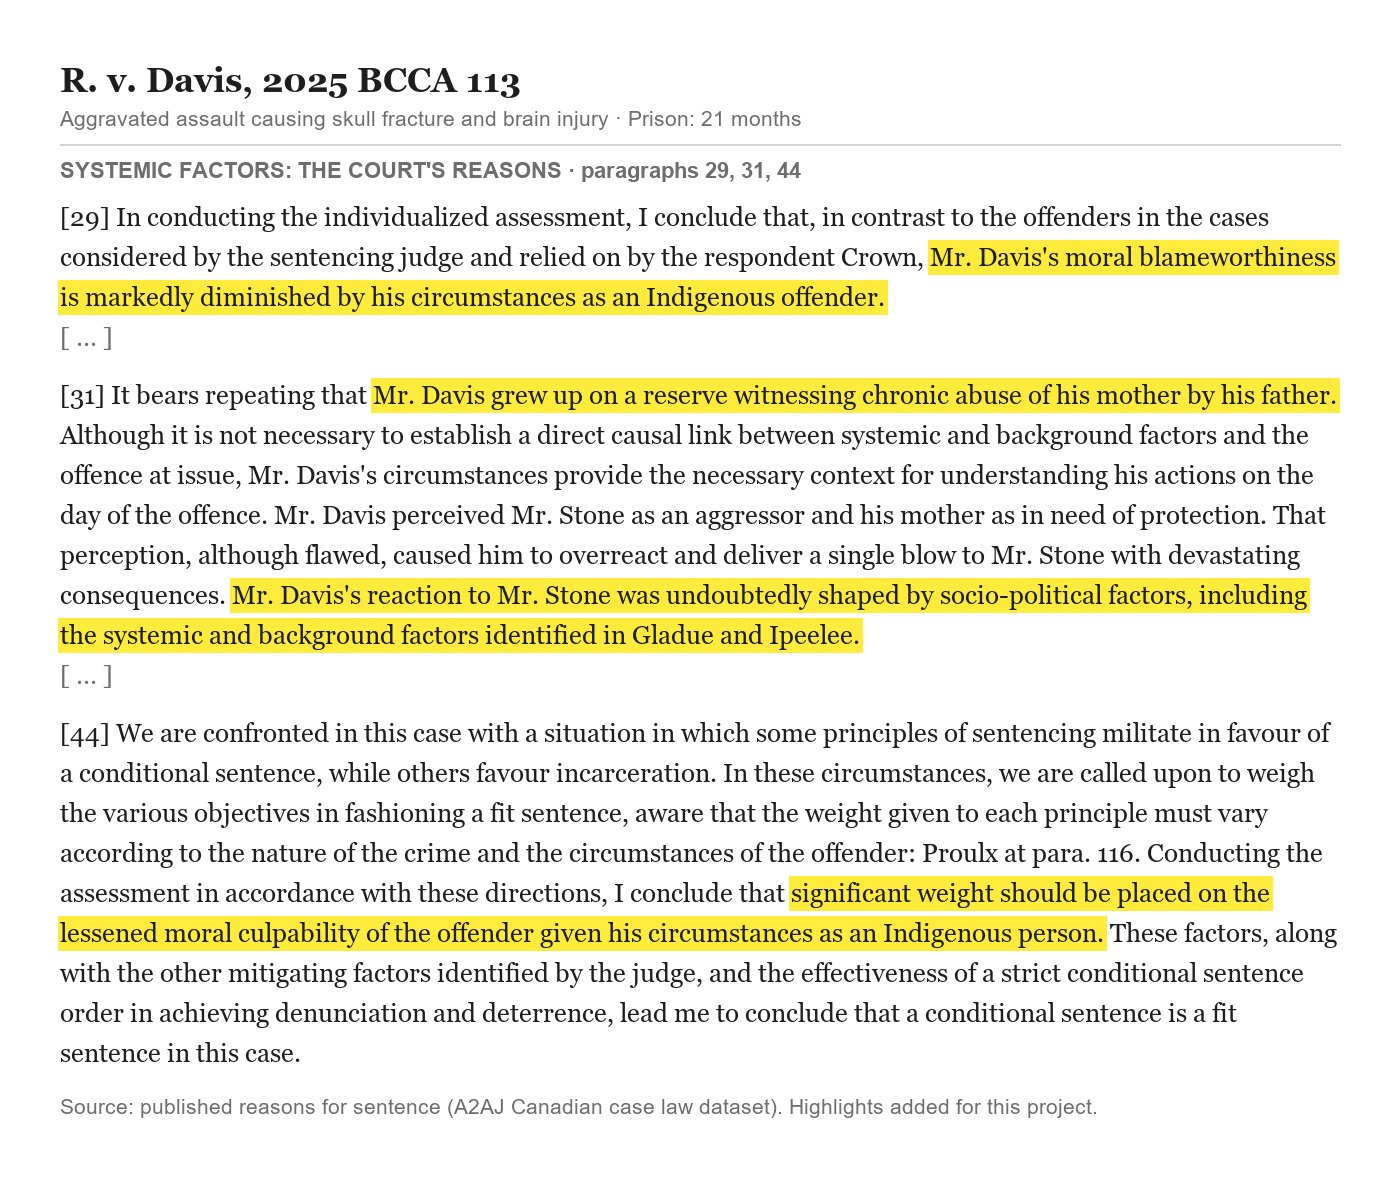 R. v. Davis, 2025 BCCA 113
Aggravated assault causing skull fracture and brain injury · Prison: 21 months
SYSTEMIC FACTORS: THE COURT'S REASONS · paragraphs 29, 31, 44
[29] In conducting the individualized assessment, I conclude that, in contrast to the offenders in the cases
considered by the sentencing judge and relied on by the respondent Crown, Mr. Davis's moral blameworthiness
is markedly diminished by his circumstances as an Indigenous offender.
[ ... ]
[31] It bears repeating that Mr. Davis grew up on a reserve witnessing chronic abuse of his mother by his father.
Although it is not necessary to establish a direct causal link between systemic and background factors and the
offence at issue, Mr. Davis's circumstances provide the necessary context for understanding his actions on the
day of the offence. Mr. Davis perceived Mr. Stone as an aggressor and his mother as in need of protection. That
perception, although flawed, caused him to overreact and deliver a single blow to Mr. Stone with devastating
consequences. Mr. Davis's reaction to Mr. Stone was undoubtedly shaped by socio-political factors, including
the systemic and background factors identified in Gladue and Ipeelee.
[ ... ]
[44] We are confronted in this case with a situation in which some principles of sentencing militate in favour of
a conditional sentence, while others favour incarceration. In these circumstances, we are called upon to weigh
the various objectives in fashioning a fit sentence, aware that the weight given to each principle must vary
according to the nature of the crime and the circumstances of the offender: Proulx at para. 116. Conducting the
assessment in accordance with these directions, I conclude that significant weight should be placed on the
lessened moral culpability of the offender given his circumstances as an Indigenous person. These factors, along
with the other mitigating factors identified by the judge, and the effectiveness of a strict conditional sentence
order in achieving denunciation and deterrence, lead me to conclude that a conditional sentence is a fit
sentence in this case.
Source: published reasons for sentence (A2AJ Canadian case law dataset). Highlights added for this project.